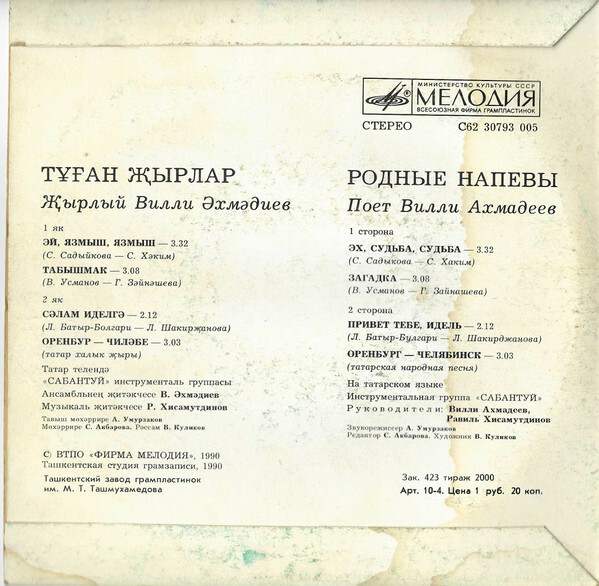 МИНИСТЕРСТВО КУЛЬТУРЫ СССР
МЕЛОДИЯ
ВСЕСОЮЗНАЯ ФИРМА ГРАМПЛАСТИНОК
СТЕРЕО С62 30793 005
ТҰҒАН ҖЫРЛАР
Җырлый Вилли Әхмәдиев
1 як
ЭЙ, ЯЗМЫШ, ЯЗМЫШ — 3.32
(С. Садыйкова — С. Хәким)
ТАБЫШМАК — 3.08
(В. Усманов — Г. Зәйнәшева)
2 як
СӘЛАМ ИДЕЛГӘ — 2.12
(Л. Батыр-Болгари — Л. Шакирҗанова)
ОРЕНБУР — ЧИЛӘБЕ — 3.03
(татар халык җыры)
Татар телендә
«САБАНТУЙ» инструменталь группасы
Ансамбльнең җитәкчесе В. Әхмәдиев
Музыкаль җитәкчесе Р. Хисамутдинов
Тавыш мөхәррире А. Умурзаков
Мөхәррире С. Акбарова. Рәссам В. Куликов
С) ВТПО «ФИРМА МЕЛОДИЯ», 1990
Ташкентская студия грамзаписи, 1990
Ташкентский завод грампластинок
им. М. Т. Ташмухамедова
РОДНЫЕ НАПЕВЫ
Поет Вилли Ахмадеев
1 сторона
ЭХ, СУДЬБА, СУДЬБА — 3.32
(С. Садыкова — С. Хаким)
ЗАГАДКА — 3.08
(В. Усманов — Г. Зайнашева)
2 сторона
ПРИВЕТ ТЕБЕ, ИДЕЛЬ — 2.12
(Л. Батыр-Булгари — Л. Шакирджанова)
ОРЕНБУРГ — ЧЕЛЯБИНСК — 3.03
(татарская народная песня)
На татарском языке
Инструментальная группа «САБАНТУЙ»
Руководители: Вилли Ахмадеев,
Равиль Хисамутдинов
Звукорежиссер А. Умурзаков
Редактор С. Акбарова. Художник В. Куликов
Зак. 423 тираж 2000
Арт. 10-4. Цена 1 руб. 20 коп.